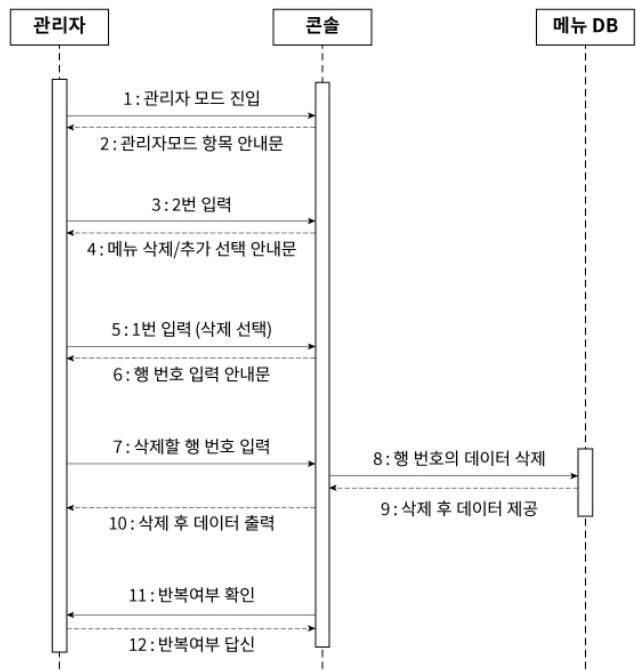 관리자
콘솔
메뉴 DB
1 : 관리자 모드 진입
2 : 관리자모드 항목 안내문
3 : 2번 입력
4 : 메뉴 삭제/추가 선택 안내문
5 : 1번 입력 (삭제 선택)
6 : 행 번호 입력 안내문
7 : 삭제할 행 번호 입력
8 : 행 번호의 데이터 삭제
9 : 삭제 후 데이터 제공
10 : 삭제 후 데이터 출력
11 : 반복여부 확인
12 : 반복여부 답신